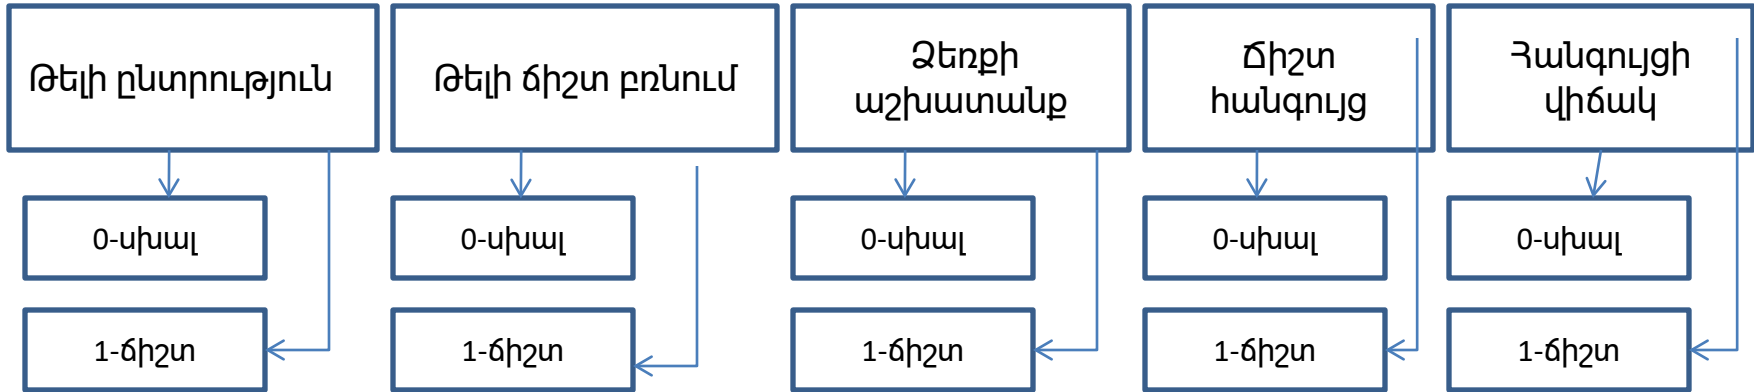 Թելի ընտրություն
Թելի ճիշտ բռնում
Ձեռքի
աշխատանք
Ճիշտ
հանգույց
Հանգույցի
վիճակ
0-սխալ
0-սխալ
0-սխալ
0-սխալ
0-սխալ
1-ճիշտ
1-ճիշտ
1-ճիշտ
1-ճիշտ
1-ճիշտ